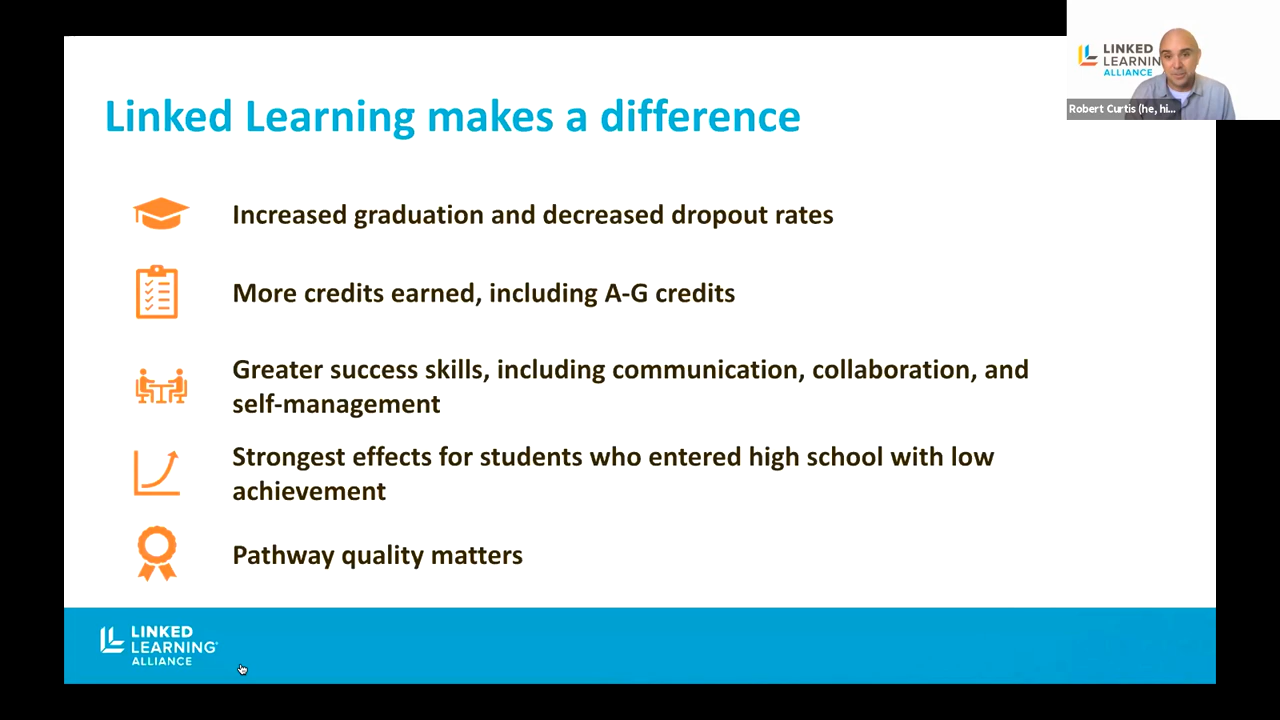 LINKED
LEARNIN
ALLIANCE
Robert Curtis (he, hi...
Linked Learning makes a difference
Increased graduation and decreased dropout rates
More credits earned, including A-G credits
Greater success skills, including communication, collaboration, and
self-management
Strongest effects for students who entered high school with low
achievement
Pathway quality matters
LINKED
LEARNING
ALLIANCE